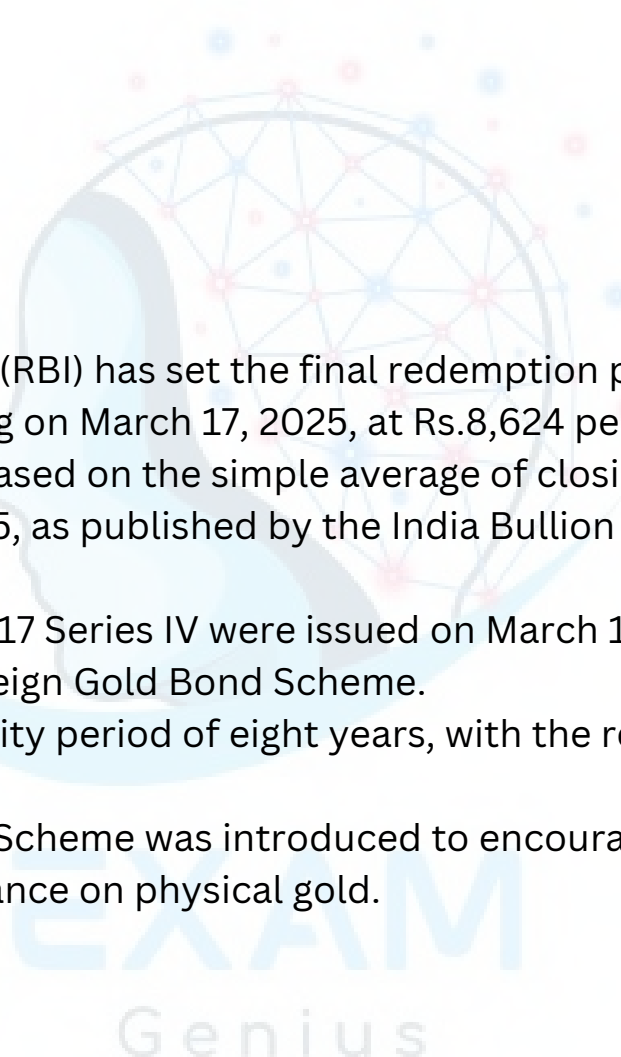 (RBI) has set the final redemption p
g on March 17, 2025, at Rs.8,624 pe
ased on the simple average of closi
5, as published by the India Bullion
17 Series IV were issued on March 1
eign Gold Bond Scheme.
ity period of eight years, with the re
Scheme was introduced to encoura
ance on physical gold.
EXAM
Genius